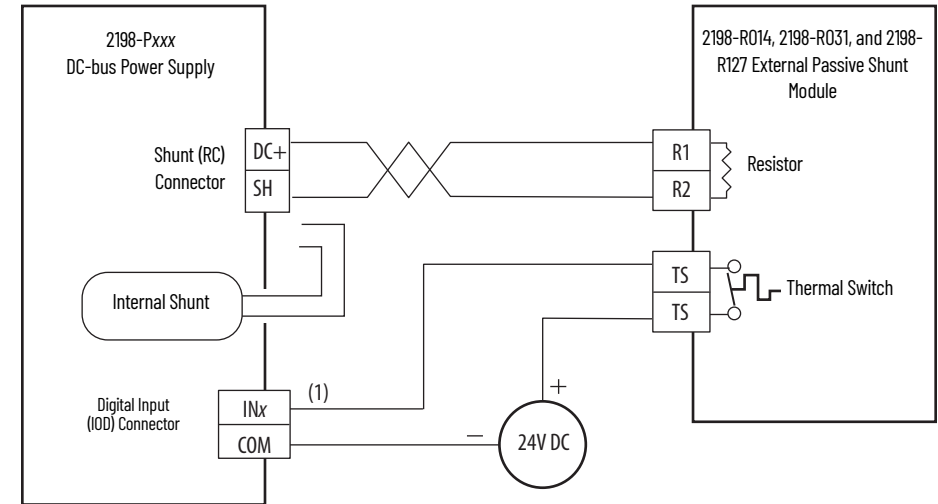 2198-Pxxx
DC-bus Power Supply
2198-R014, 2198-R031, and 2198-
R127 External Passive Shunt
Module
Shunt (RC)
Connector
DC+
SH
R1
R2
Resistor
Internal Shunt
TS
TS
Thermal Switch
Digital Input
(IOD) Connector
INx
COM
(1)
+
−
24V DC